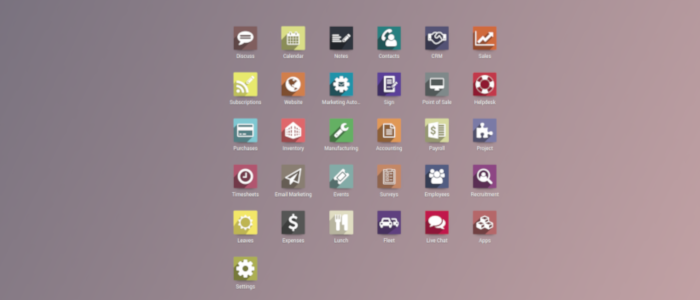 Discuss
Calendar
Notes
Contacts
CRM
Sales
Subscriptions
Website
Marketing Auto...
Sign
Point of Sale
Helpdesk
Purchases
Inventory
Manufacturing
Accounting
Payroll
Project
Timesheets
Email Marketing
Events
Surveys
Employees
Recruitment
Leaves
Expenses
Lunch
Fleet
Live Chat
Apps
Settings